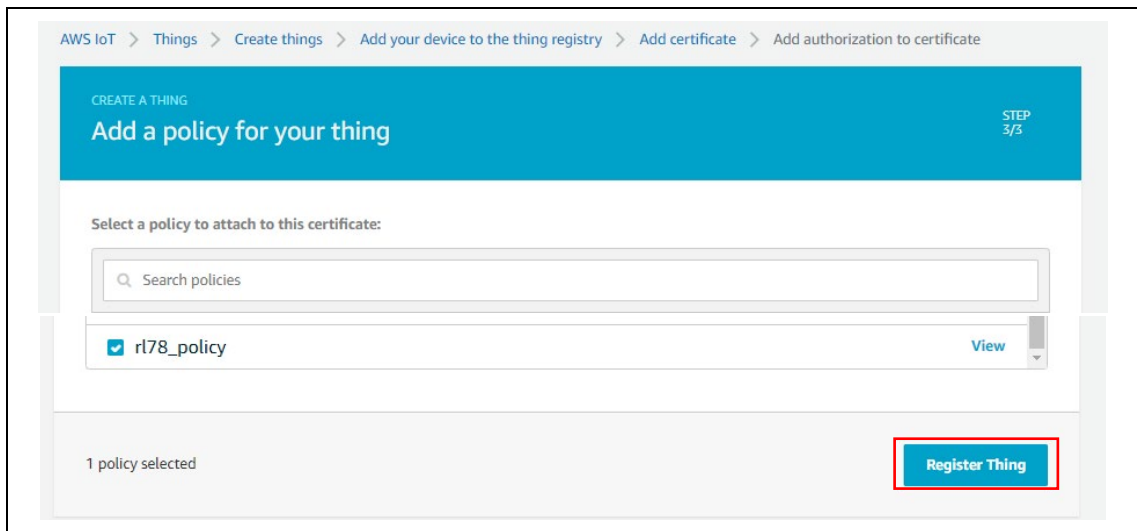 AWS IoT > Things > Create things > Add your device to the thing registry > Add certificate > Add authorization to certificate
CREATE A THING
Add a policy for your thing
STEP
3/3
Select a policy to attach to this certificate:
Search policies
rl78_policy View
1 policy selected
Register Thing